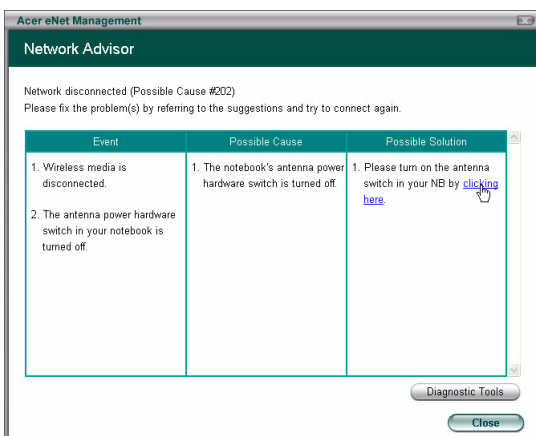 Acer eNet Management
Network Advisor
Network disconnected (Possible Cause #202)
Please fix the problem(s) by referring to the suggestions and try to connect again.
Event
Possible Cause
Possible Solution
1. Wireless media is
disconnected.
2. The antenna power hardware
switch in your notebook is
turned off.
1. The notebook's antenna power
hardware switch is turned off.
1. Please turn on the antenna
switch in your NB by clicking
here.
Diagnostic Tools
Close